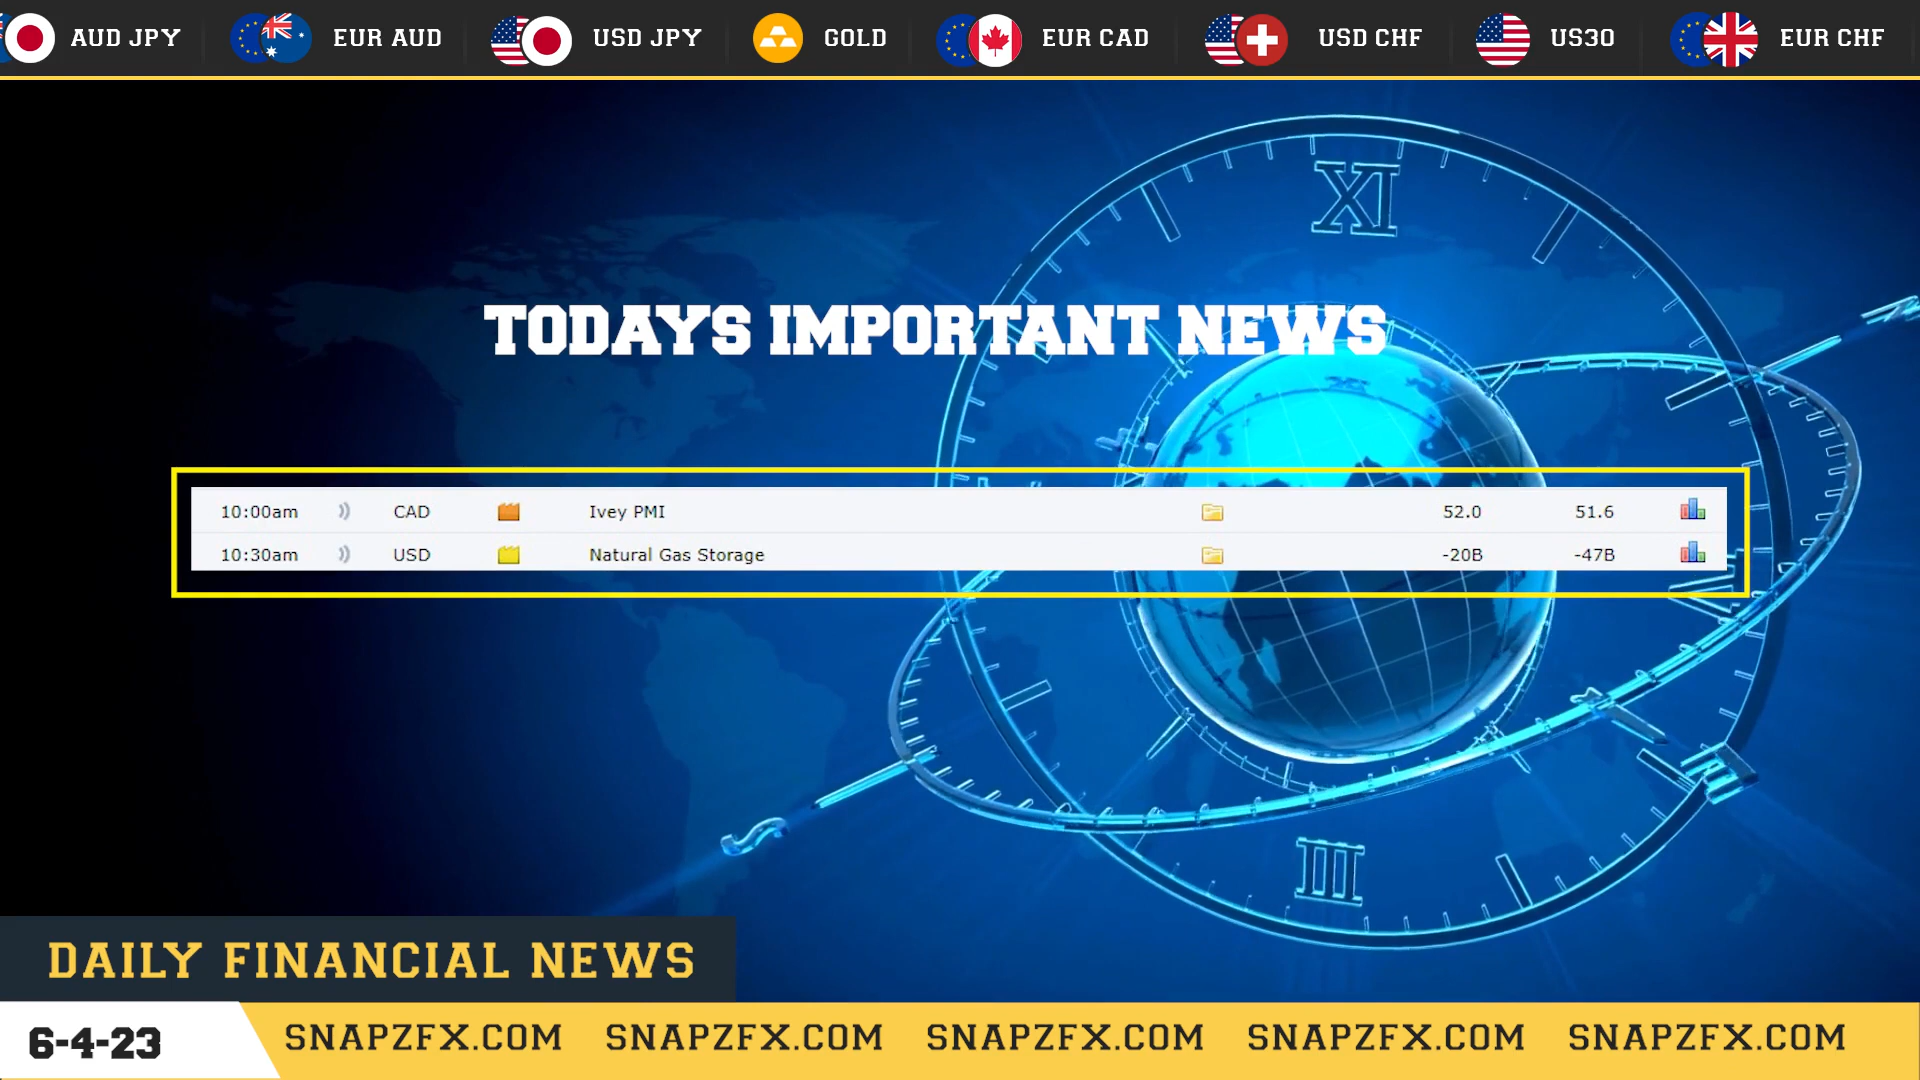 AUD JPY EUR AUD USD JPY GOLD EUR CAD USD CHF US30 EUR CHF
XI
TODAYS IMPORTANT NEWS
10:00am CAD Ivey PMI 52.0 51.6
10:30am USD Natural Gas Storage -20B -47B
III
DAILY FINANCIAL NEWS
6-4-23 SNAPZFX.COM SNAPZFX.COM SNAPZFX.COM SNAPZFX.COM SNAPZFX.COM